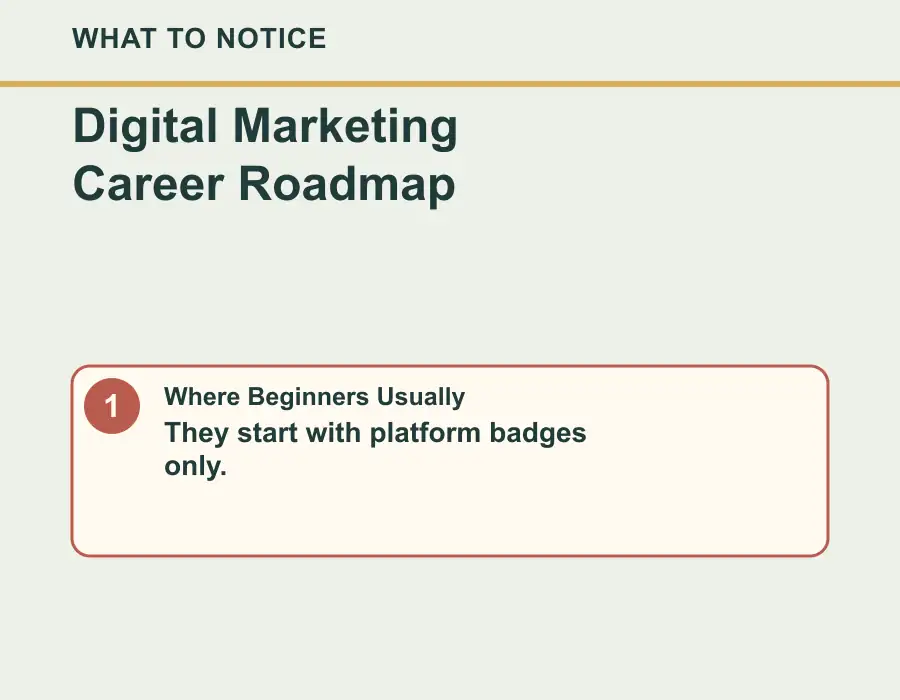 WHAT TO NOTICE
Digital Marketing
Career Roadmap
1
Where Beginners Usually
They start with platform badges
only.